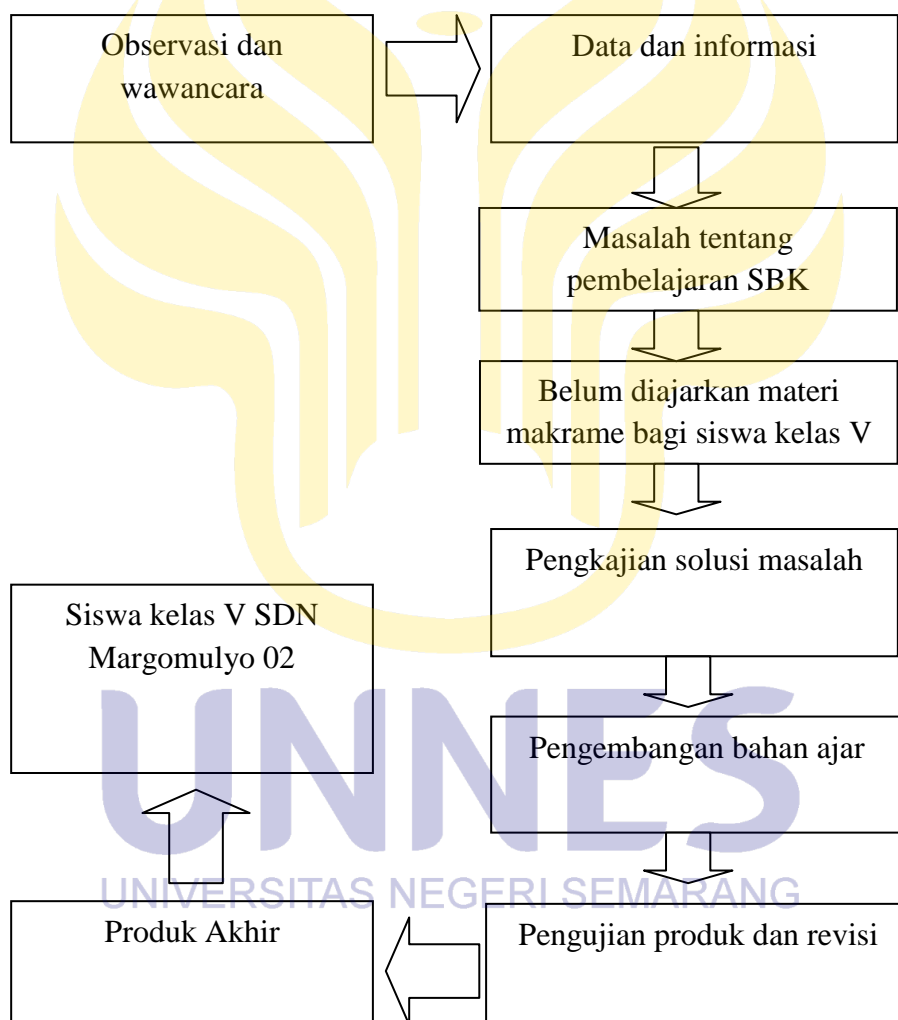 Observasi dan
wawancara
Data dan informasi
Masalah tentang
pembelajaran SBK
Belum diajarkan materi
makrame bagi siswa kelas V
Pengkajian solusi masalah
Siswa kelas V SDN
Margomulyo 02
Pengembangan bahan ajar
UNNES
UNIVERSITAS NEGERI SEMARANG
Produk Akhir
Pengujian produk dan revisi